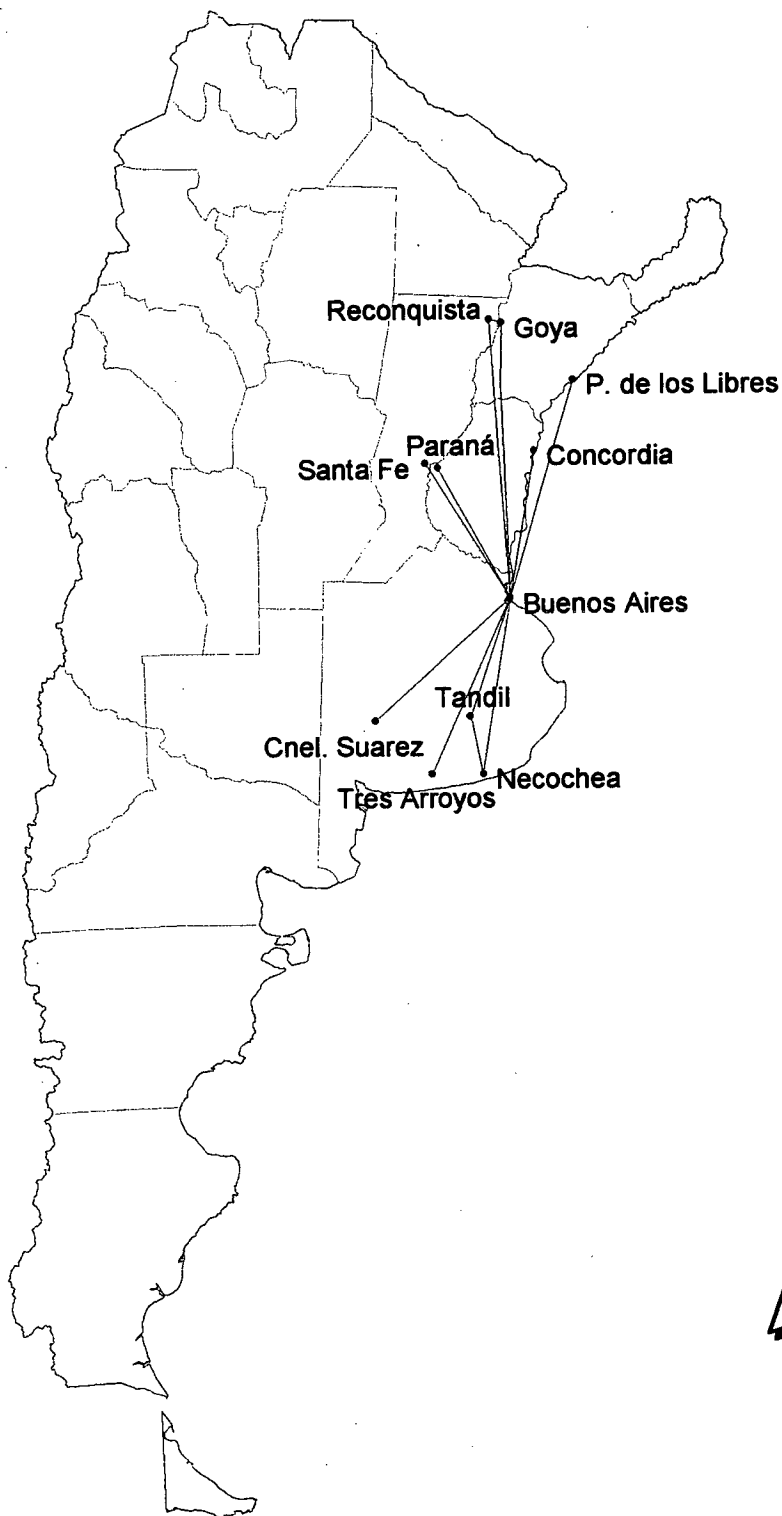 Reconquista
Goya
P. de los Libres
Paraná
Santa Fe
Concordia
Buenos Aires
Tandil
Cnel. Suarez
Necochea
Tres Arroyos